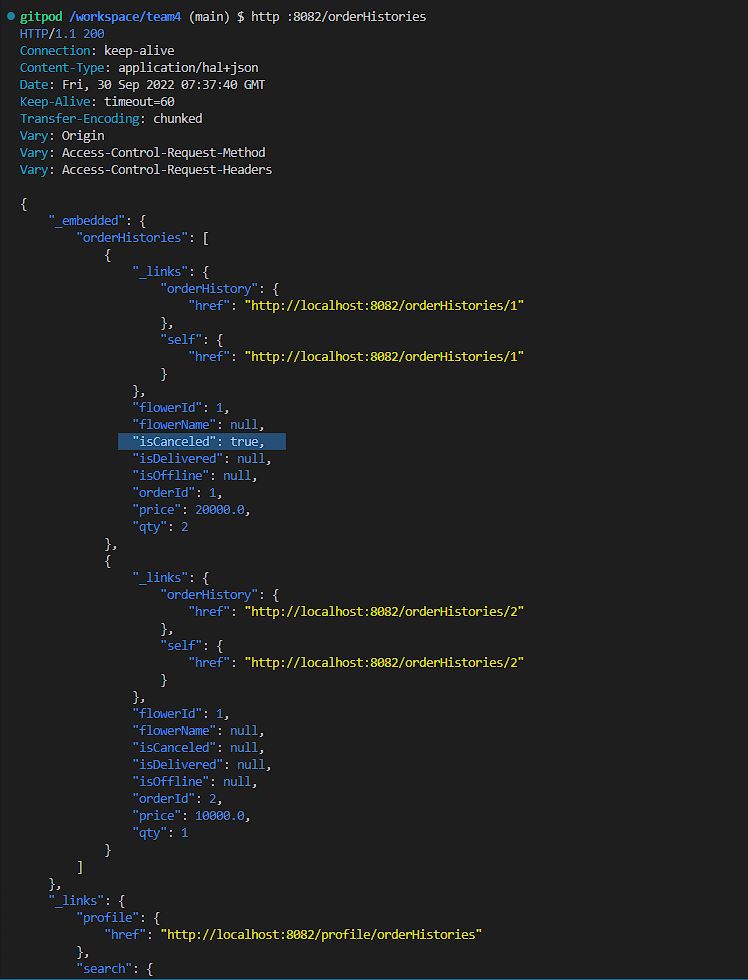 gitpod /workspace/team4 (main) $ http :8082/orderHistories
HTTP/1.1 200
Connection: keep-alive
Content-Type: application/hal+json
Date: Fri, 30 Sep 2022 07:37:40 GMT
Keep-Alive: timeout=60
Transfer-Encoding: chunked
Vary: Origin
Vary: Access-Control-Request-Method
Vary: Access-Control-Request-Headers

{
    "_embedded": {
        "orderHistories": [
            {
                "_links": {
                    "orderHistory": {
                        "href": "http://localhost:8082/orderHistories/1"
                    },
                    "self": {
                        "href": "http://localhost:8082/orderHistories/1"
                    }
                },
                "flowerId": 1,
                "flowerName": null,
                "isCanceled": true,
                "isDelivered": null,
                "isOffline": null,
                "orderId": 1,
                "price": 20000.0,
                "qty": 2
            },
            {
                "_links": {
                    "orderHistory": {
                        "href": "http://localhost:8082/orderHistories/2"
                    },
                    "self": {
                        "href": "http://localhost:8082/orderHistories/2"
                    }
                },
                "flowerId": 1,
                "flowerName": null,
                "isCanceled": null,
                "isDelivered": null,
                "isOffline": null,
                "orderId": 2,
                "price": 10000.0,
                "qty": 1
            }
        ]
    },
    "_links": {
        "profile": {
            "href": "http://localhost:8082/profile/orderHistories"
        },
        "search": {